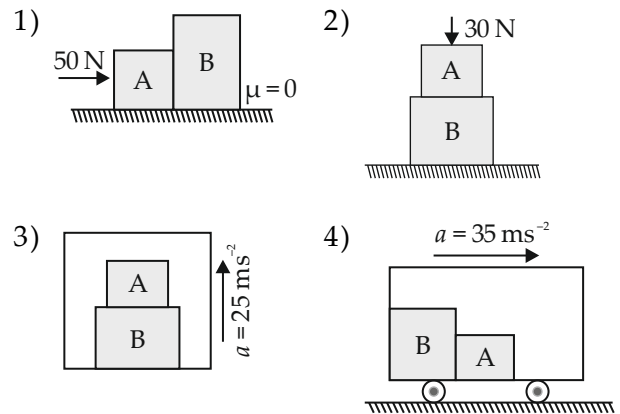 1)
50 N
A
B
μ = 0
2)
30 N
A
B
3)
A
B
a = 25 ms⁻²
4)
a = 35 ms⁻²
B
A